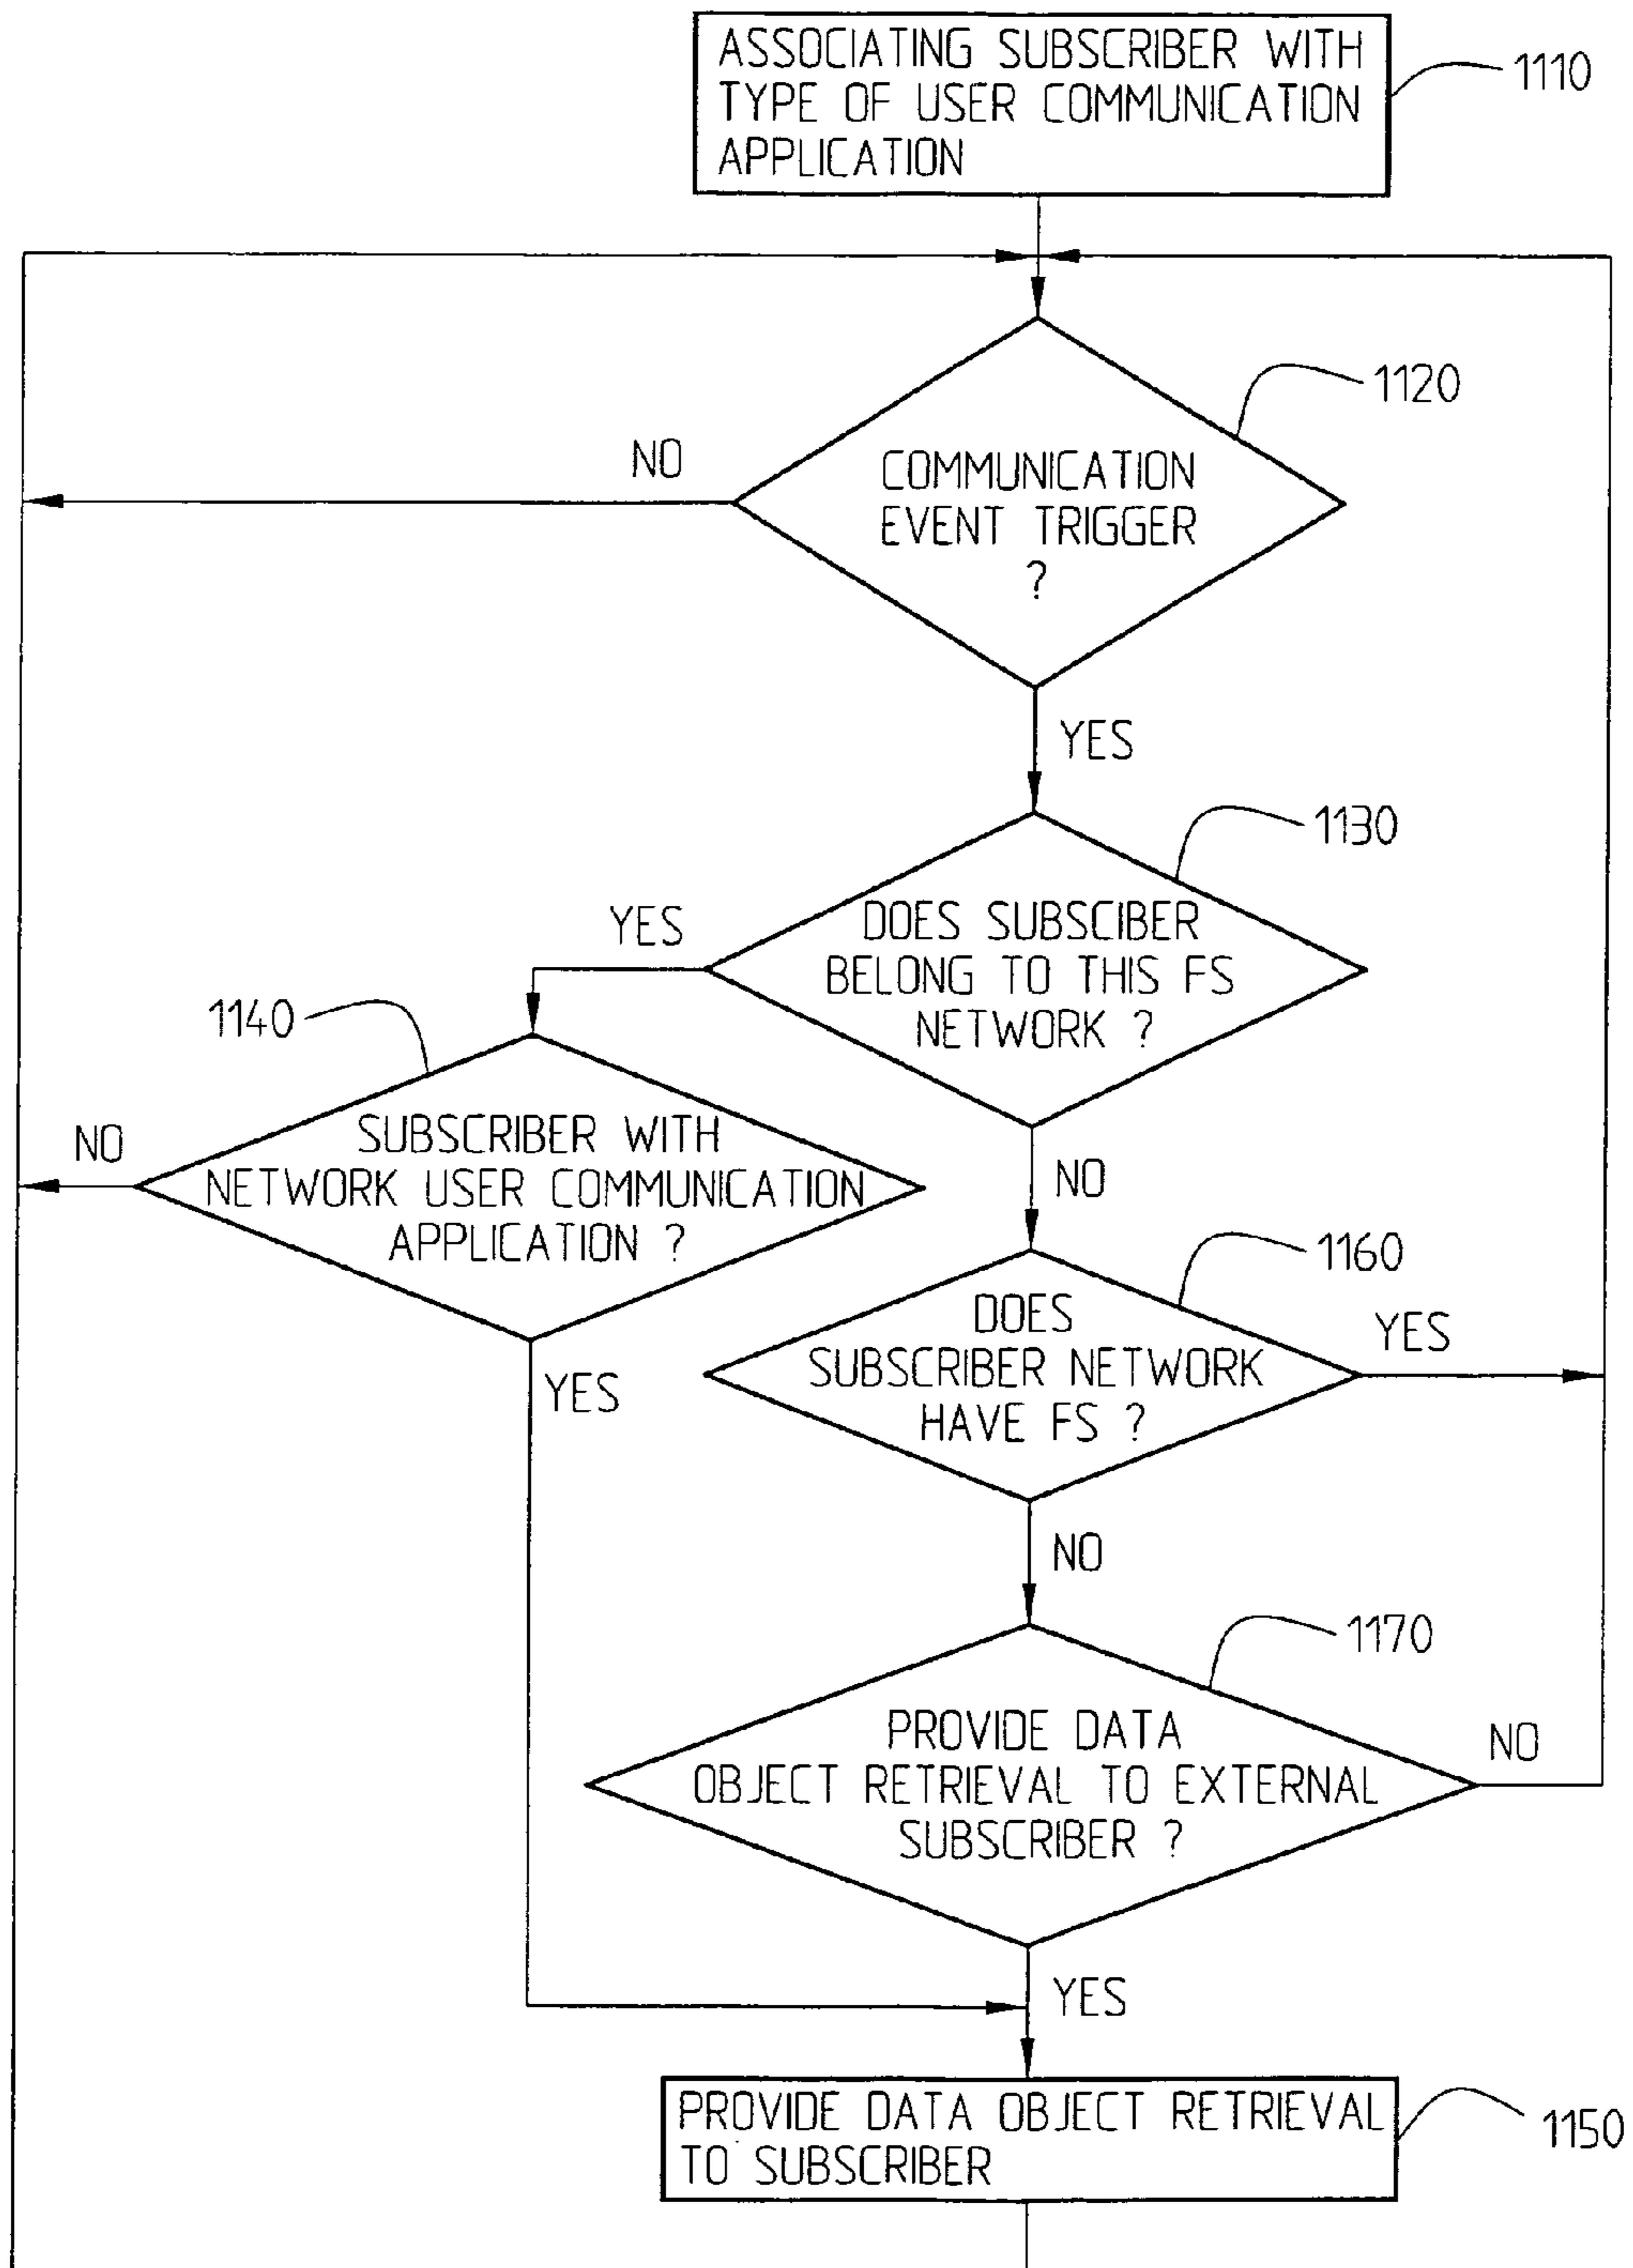 ASSOCIATING SUBSCRIBER WITH
TYPE OF USER COMMUNICATION
APPLICATION
1110
1120
NO
COMMUNICATION
EVENT TRIGGER
?
YES
1130
YES
DOES SUBSCIBER
BELONG TO THIS FS
NETWORK ?
1140
NO
SUBSCRIBER WITH
NETWORK USER COMMUNICATION
APPLICATION ?
NO
1160
DOES
SUBSCRIBER NETWORK
HAVE FS ?
YES
YES
NO
1170
PROVIDE DATA
OBJECT RETRIEVAL TO EXTERNAL
SUBSCRIBER ?
NO
YES
PROVIDE DATA OBJECT RETRIEVAL
TO SUBSCRIBER
1150